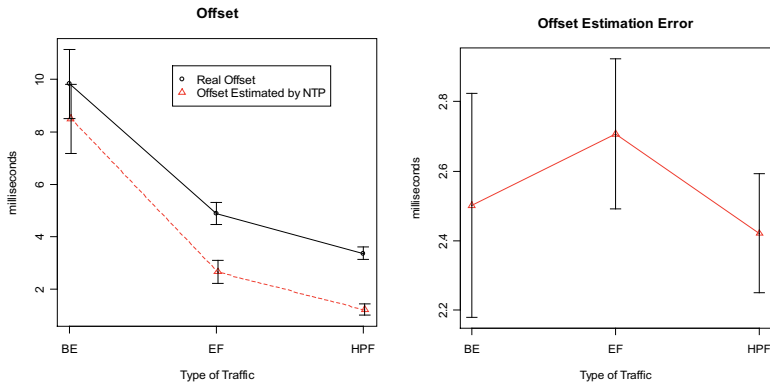 Offset
10
8
6
4
2
milliseconds
Real Offset
Offset Estimated by NTP
BE
EF
HPF
Type of Traffic
Offset Estimation Error
2.8
2.6
2.4
2.2
milliseconds
BE
EF
HPF
Type of Traffic